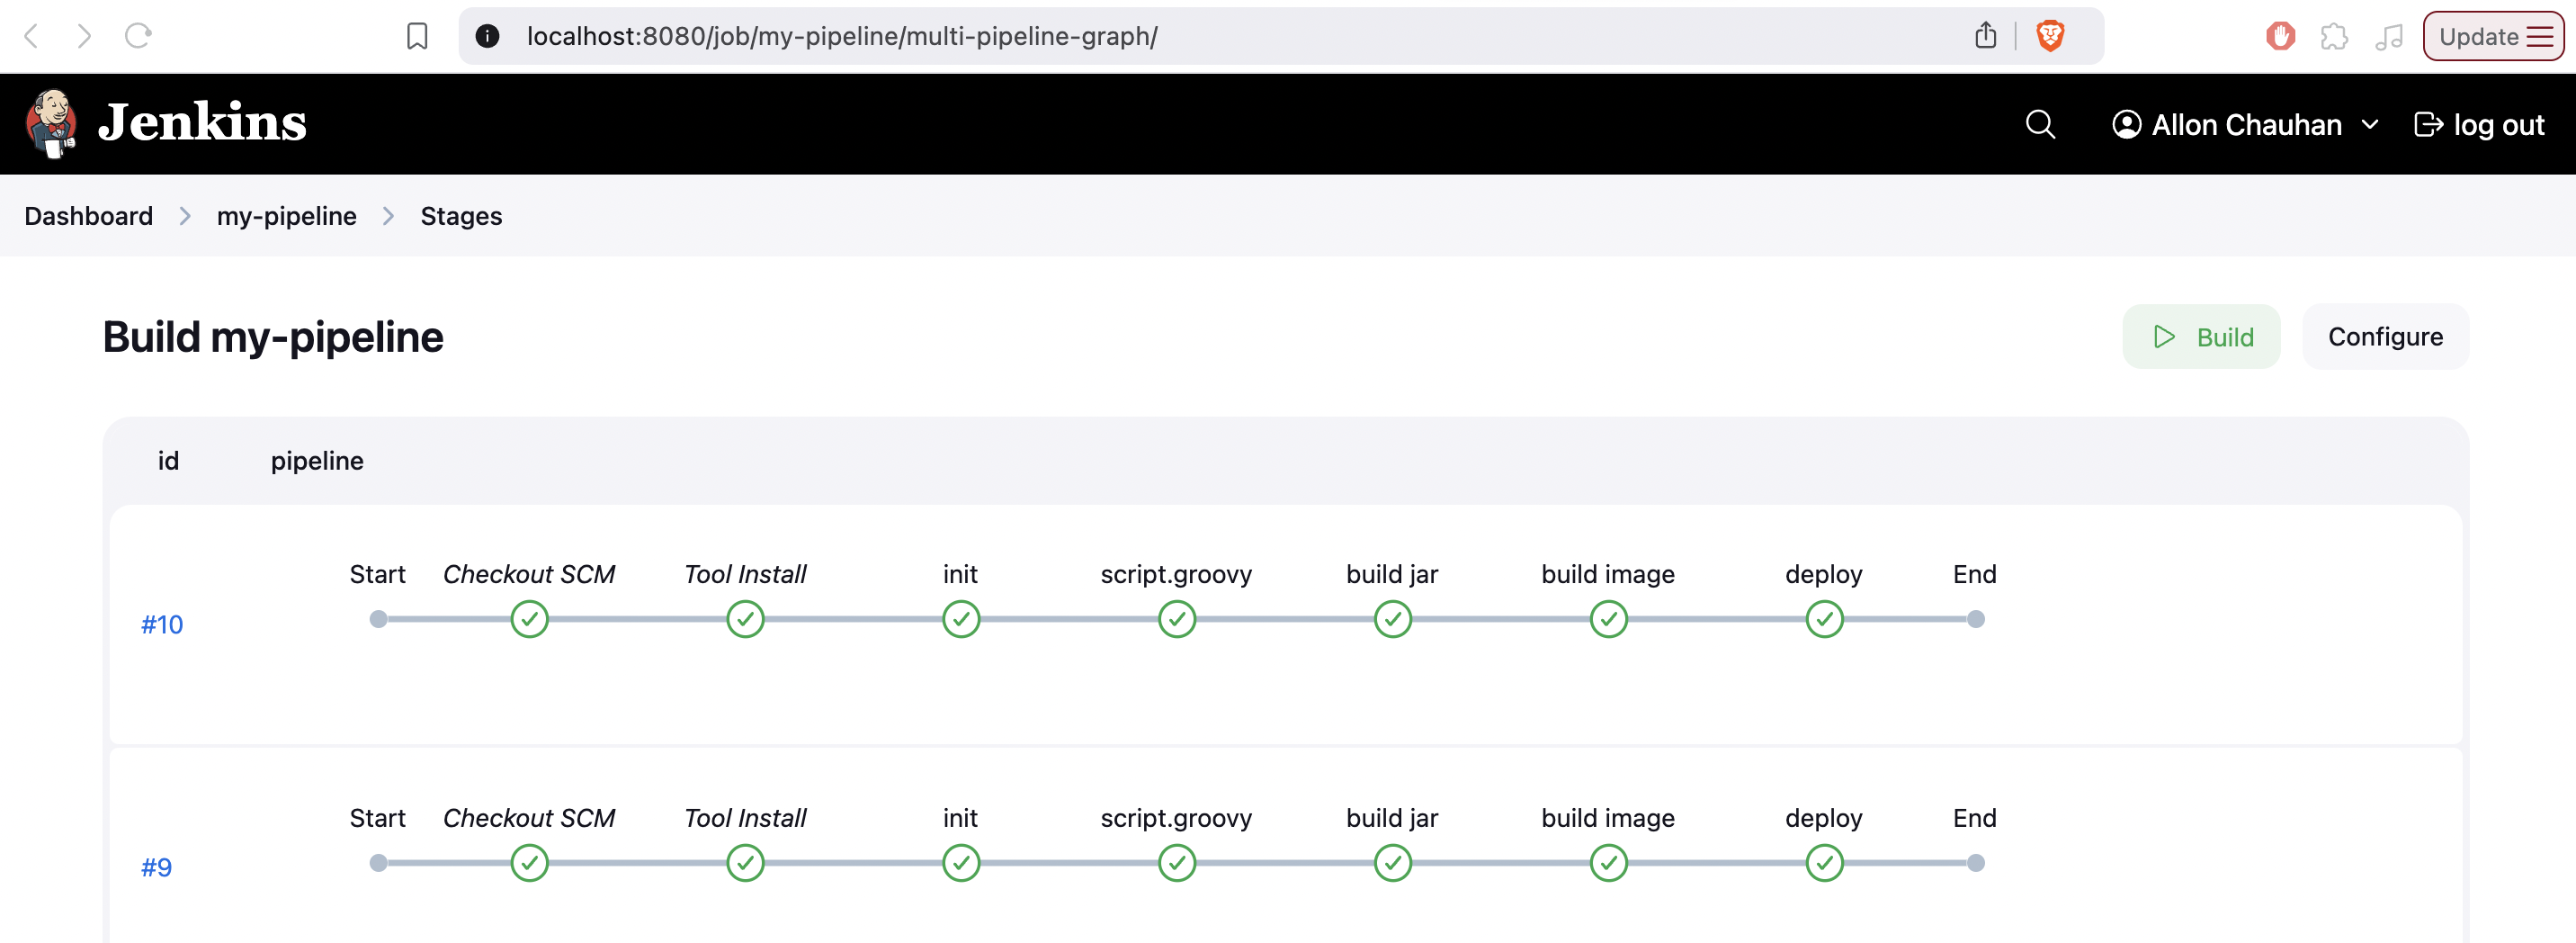 localhost:8080/job/my-pipeline/multi-pipeline-graph/
Update
Jenkins
Allon Chauhan
log out
Dashboard
my-pipeline
Stages
Build my-pipeline
Build
Configure
id pipeline
Start Checkout SCM Tool Install init script.groovy build jar build image deploy End
#10
Start Checkout SCM Tool Install init script.groovy build jar build image deploy End
#9